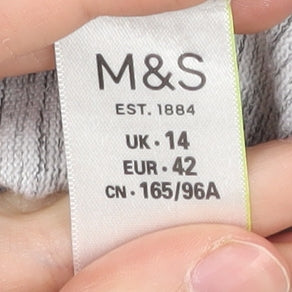 M&S
EST. 1884
UK • 14
EUR • 42
CN • 165/96A